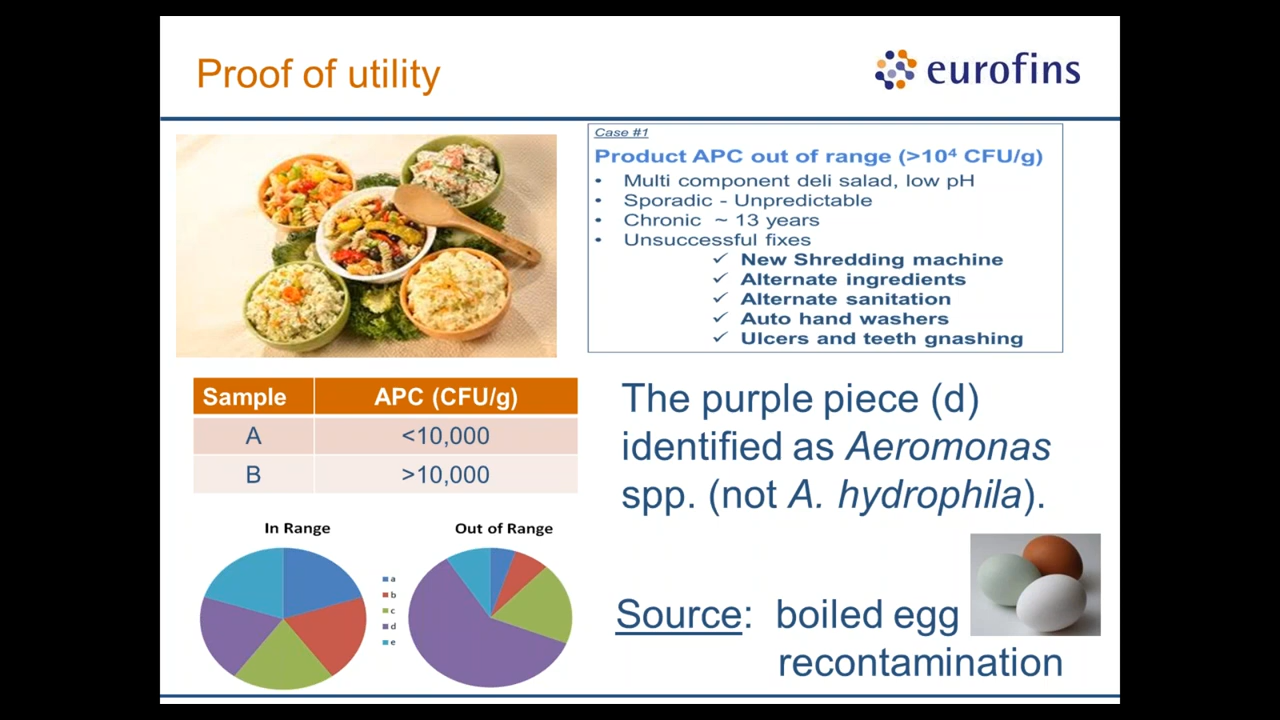 Proof of utility
eurofins
Case #1
Product APC out of range (>10⁴ CFU/g)
• Multi component deli salad, low pH
• Sporadic - Unpredictable
• Chronic ~ 13 years
• Unsuccessful fixes
✓ New Shredding machine
✓ Alternate ingredients
✓ Alternate sanitation
✓ Auto hand washers
✓ Ulcers and teeth gnashing
Sample APC (CFU/g)
A <10,000
B >10,000
The purple piece (d)
identified as Aeromonas
spp. (not A. hydrophila).
In Range
Out of Range
a
b
c
d
e
Source: boiled egg
recontamination